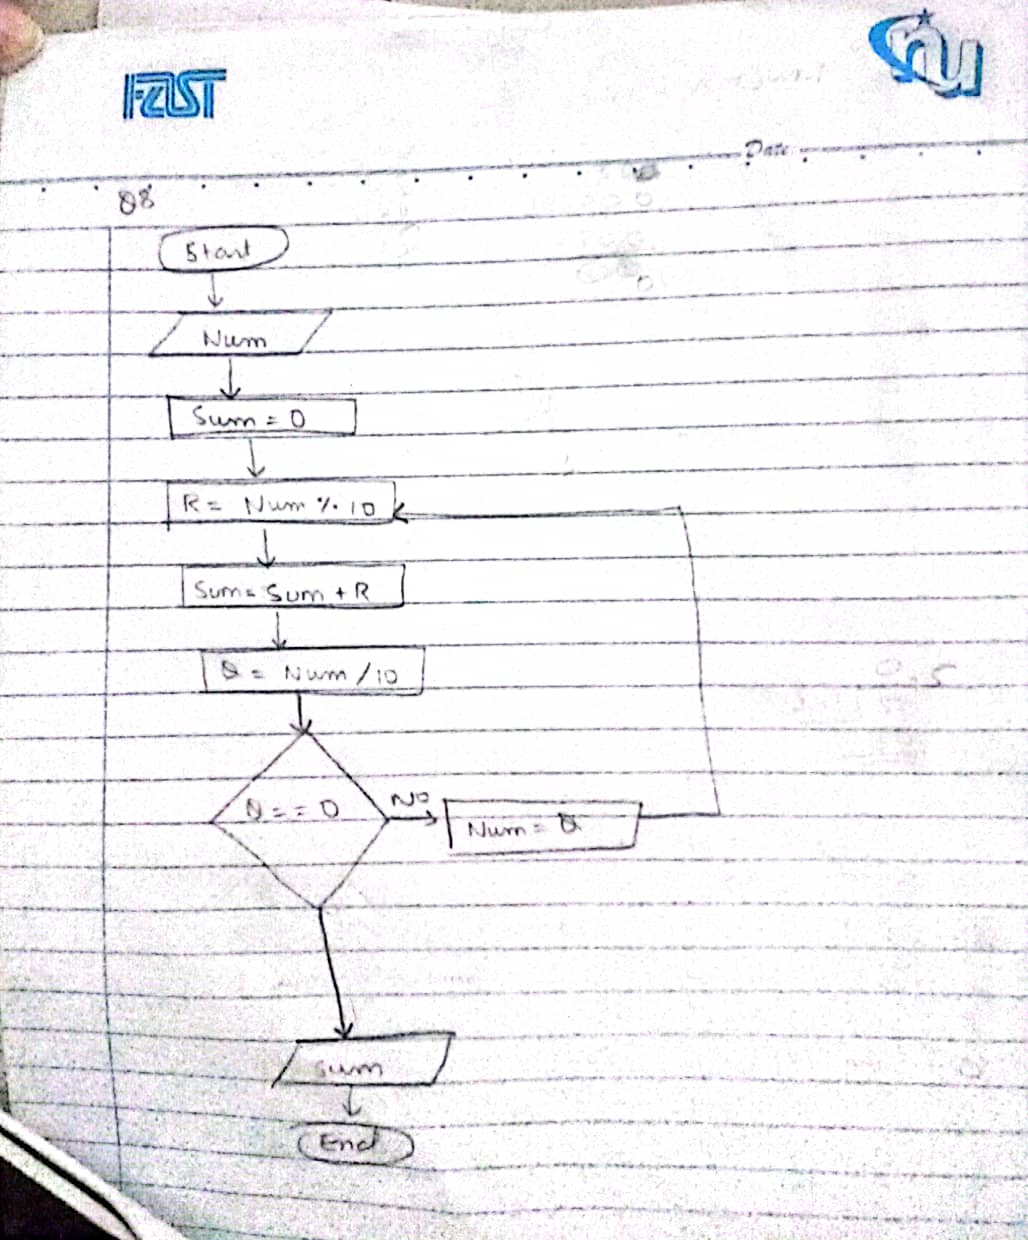 FAST
nu
Date:
Q8
Start
Num
Sum = 0
R = Num % 10
Sum = Sum + R
Q = Num / 10
Q == 0
No
Num = Q
Sum
End